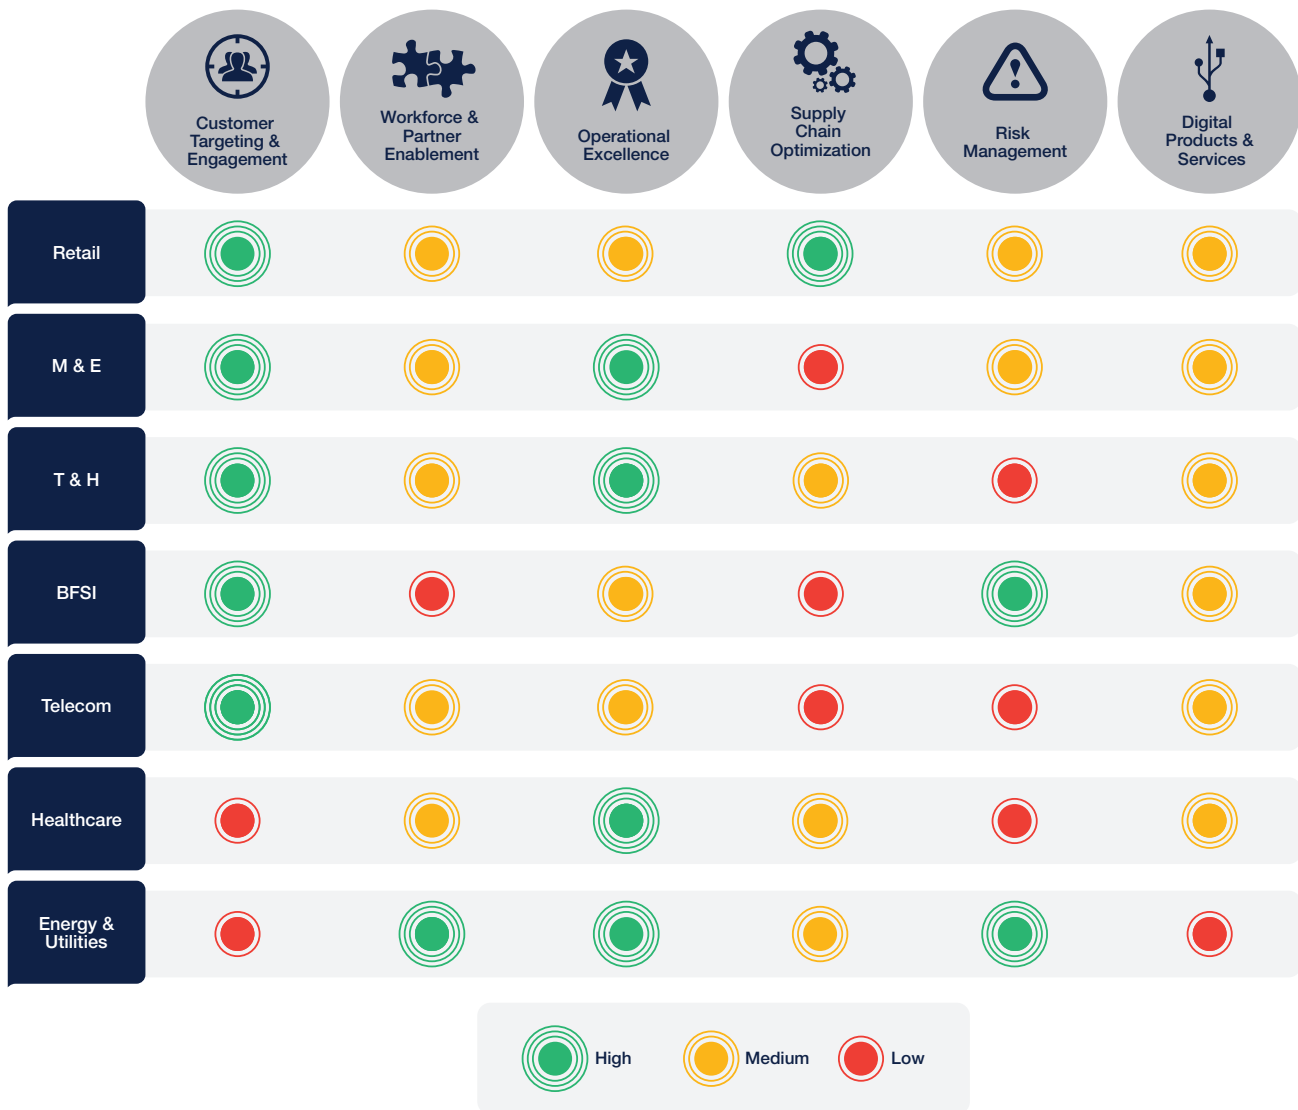 Customer
Targeting &
Engagement
Workforce &
Partner
Enablement
Operational
Excellence
Supply
Chain
Optimization
Risk
Management
Digital
Products &
Services
Retail
M & E
T & H
BFSI
Telecom
Healthcare
Energy &
Utilities
High
Medium
Low